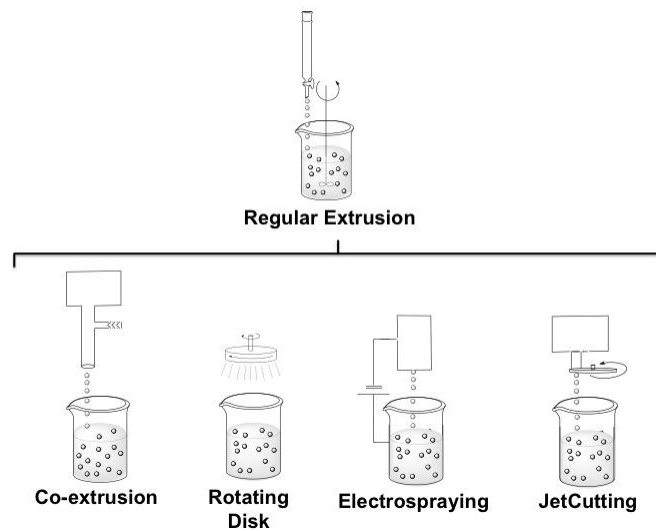 Regular Extrusion
Co-extrusion
Rotating
Disk
Electrospraying
JetCutting